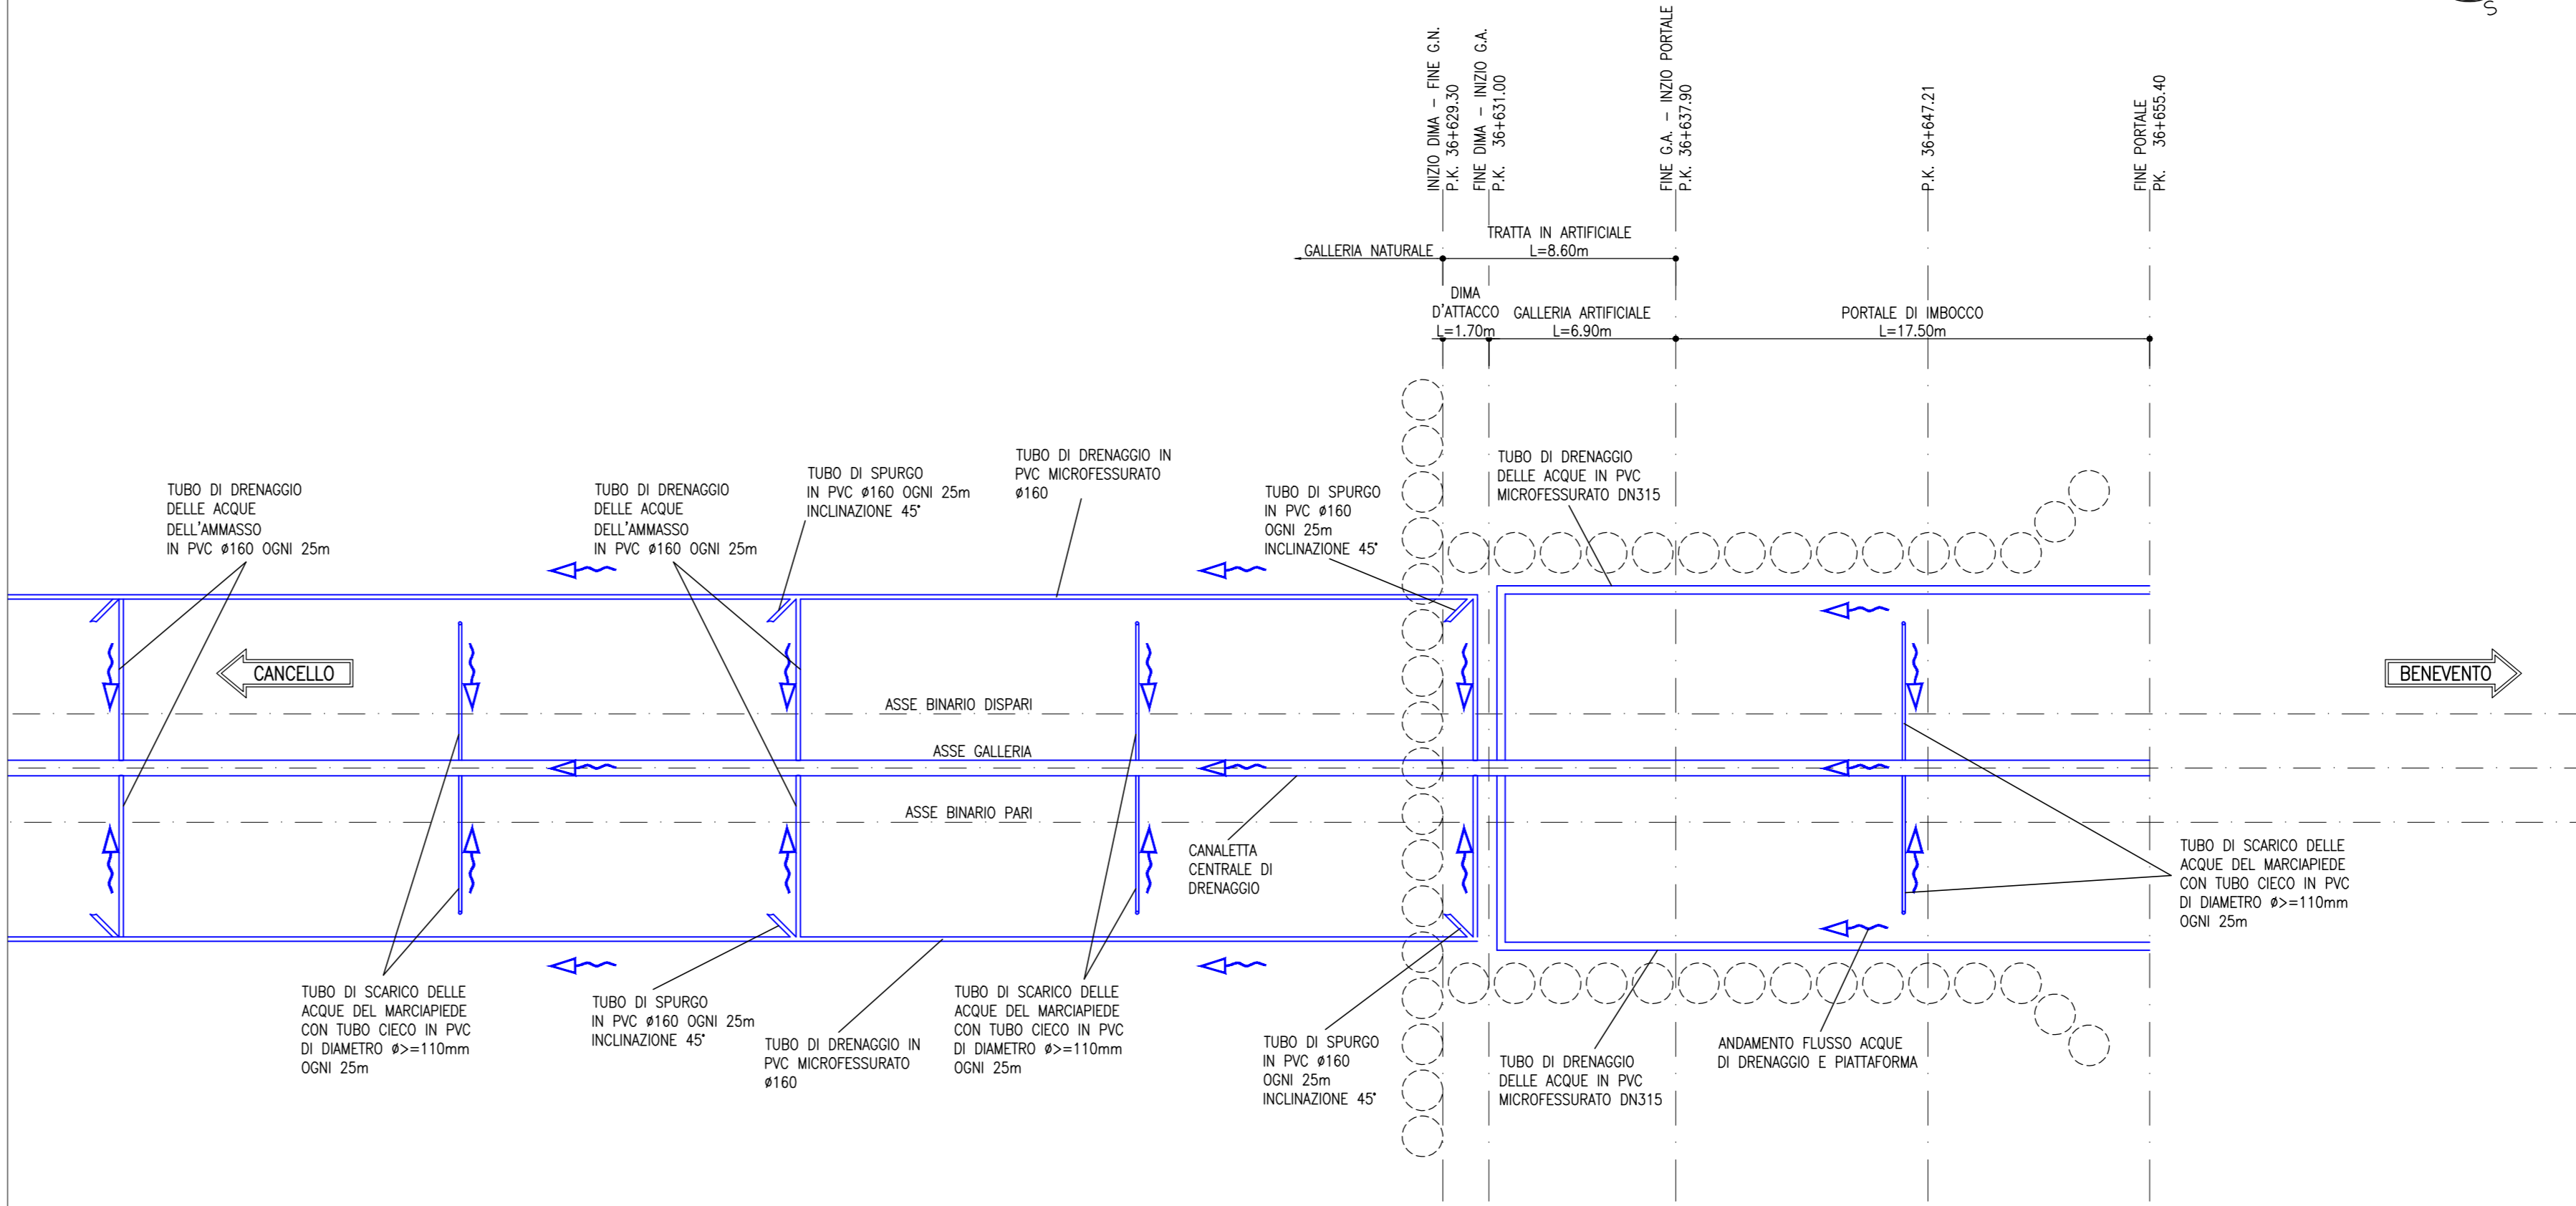 S
INIZIO DIMA - FINE G.N.
P.K. 36+629.30
FINE DIMA - INIZIO G.A.
P.K. 36+631.00
FINE G.A. - INZIO PORTALE
P.K. 36+637.90
P.K. 36+647.21
FINE PORTALE
PK. 36+655.40
GALLERIA NATURALE
TRATTA IN ARTIFICIALE
L=8.60m
DIMA
D'ATTACCO
L=1.70m
GALLERIA ARTIFICIALE
L=6.90m
PORTALE DI IMBOCCO
L=17.50m
TUBO DI DRENAGGIO
DELLE ACQUE
DELL'AMMASSO
IN PVC ø160 OGNI 25m
TUBO DI DRENAGGIO
DELLE ACQUE
DELL'AMMASSO
IN PVC ø160 OGNI 25m
TUBO DI SPURGO
IN PVC ø160 OGNI 25m
INCLINAZIONE 45°
TUBO DI DRENAGGIO IN
PVC MICROFESSURATO
ø160
TUBO DI SPURGO
IN PVC ø160
OGNI 25m
INCLINAZIONE 45°
TUBO DI DRENAGGIO
DELLE ACQUE IN PVC
MICROFESSURATO DN315
CANCELLO
BENEVENTO
ASSE BINARIO DISPARI
ASSE GALLERIA
ASSE BINARIO PARI
CANALETTA
CENTRALE DI
DRENAGGIO
TUBO DI SCARICO DELLE
ACQUE DEL MARCIAPIEDE
CON TUBO CIECO IN PVC
DI DIAMETRO ø>=110mm
OGNI 25m
TUBO DI SCARICO DELLE
ACQUE DEL MARCIAPIEDE
CON TUBO CIECO IN PVC
DI DIAMETRO ø>=110mm
OGNI 25m
TUBO DI SPURGO
IN PVC ø160 OGNI 25m
INCLINAZIONE 45°
TUBO DI DRENAGGIO IN
PVC MICROFESSURATO
ø160
TUBO DI SCARICO DELLE
ACQUE DEL MARCIAPIEDE
CON TUBO CIECO IN PVC
DI DIAMETRO ø>=110mm
OGNI 25m
TUBO DI SPURGO
IN PVC ø160
OGNI 25m
INCLINAZIONE 45°
TUBO DI DRENAGGIO
DELLE ACQUE IN PVC
MICROFESSURATO DN315
ANDAMENTO FLUSSO ACQUE
DI DRENAGGIO E PIATTAFORMA